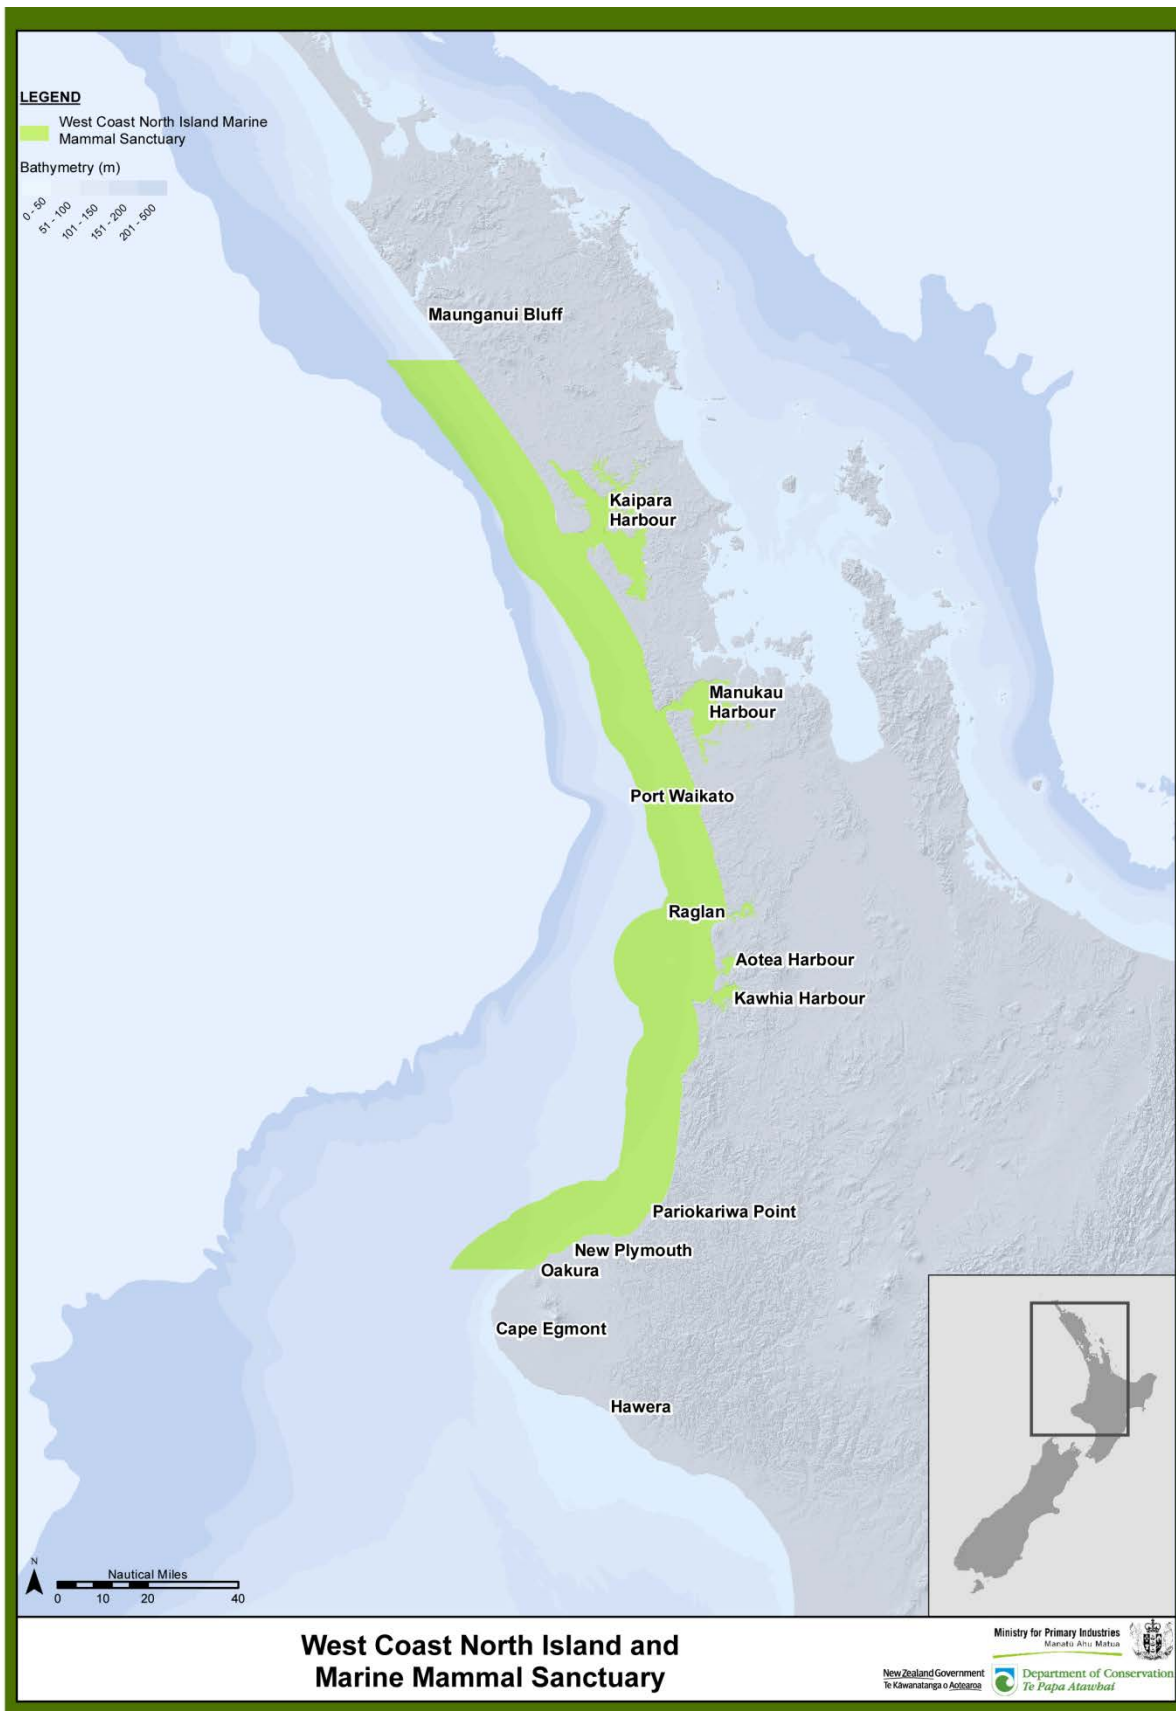 LEGEND
West Coast North Island Marine
Mammal Sanctuary
Bathymetry (m)
0 - 50
51 - 100
101 - 150
151 - 200
201 - 500
Maunganui Bluff
Kaipara
Harbour
Manukau
Harbour
Port Waikato
Raglan
Aotea Harbour
Kawhia Harbour
Pariokariwa Point
New Plymouth
Oakura
Cape Egmont
Hawera
N
Nautical Miles
0 10 20 40
West Coast North Island and
Marine Mammal Sanctuary
Ministry for Primary Industries
Manatū Ahu Matua
New Zealand Government
Te Kāwanatanga o Aotearoa
Department of Conservation
Te Papa Atawhai